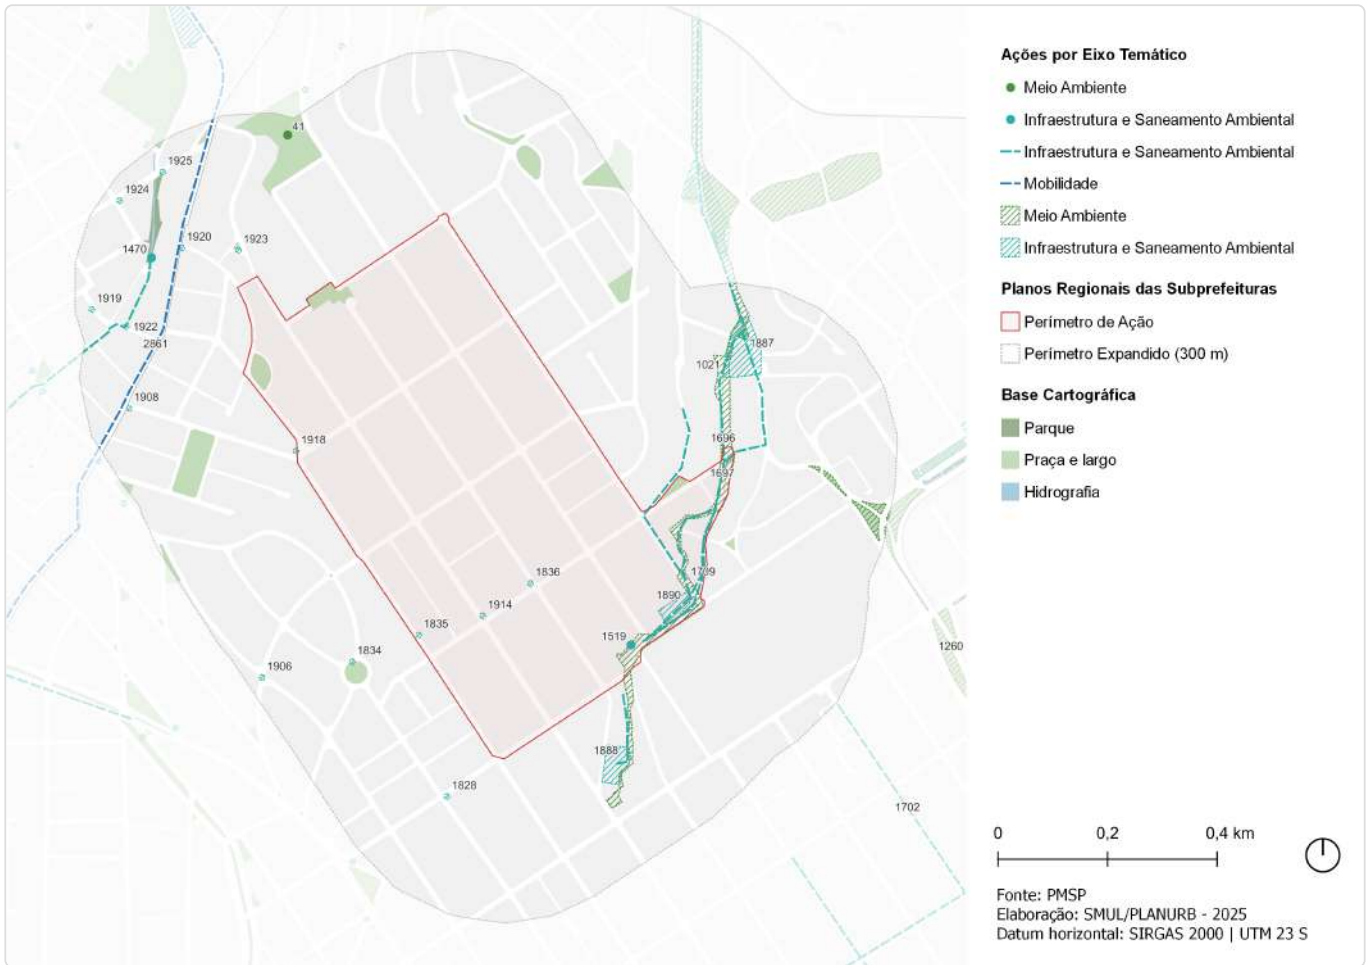 41
1925
1924
1470
1920
1923
1919
1922
2861
1908
1918
1887
1021
1696
1697
1836
1914
1835
1834
1906
1890
1519
1888
1828
1260
1702
Ações por Eixo Temático
Meio Ambiente
Infraestrutura e Saneamento Ambiental
Infraestrutura e Saneamento Ambiental
Mobilidade
Meio Ambiente
Infraestrutura e Saneamento Ambiental
Planos Regionais das Subprefeituras
Perímetro de Ação
Perímetro Expandido (300 m)
Base Cartográfica
Parque
Praça e largo
Hidrografia
0 0,2 0,4 km
Fonte: PMSP
Elaboração: SMUL/PLANURB - 2025
Datum horizontal: SIRGAS 2000 | UTM 23 S